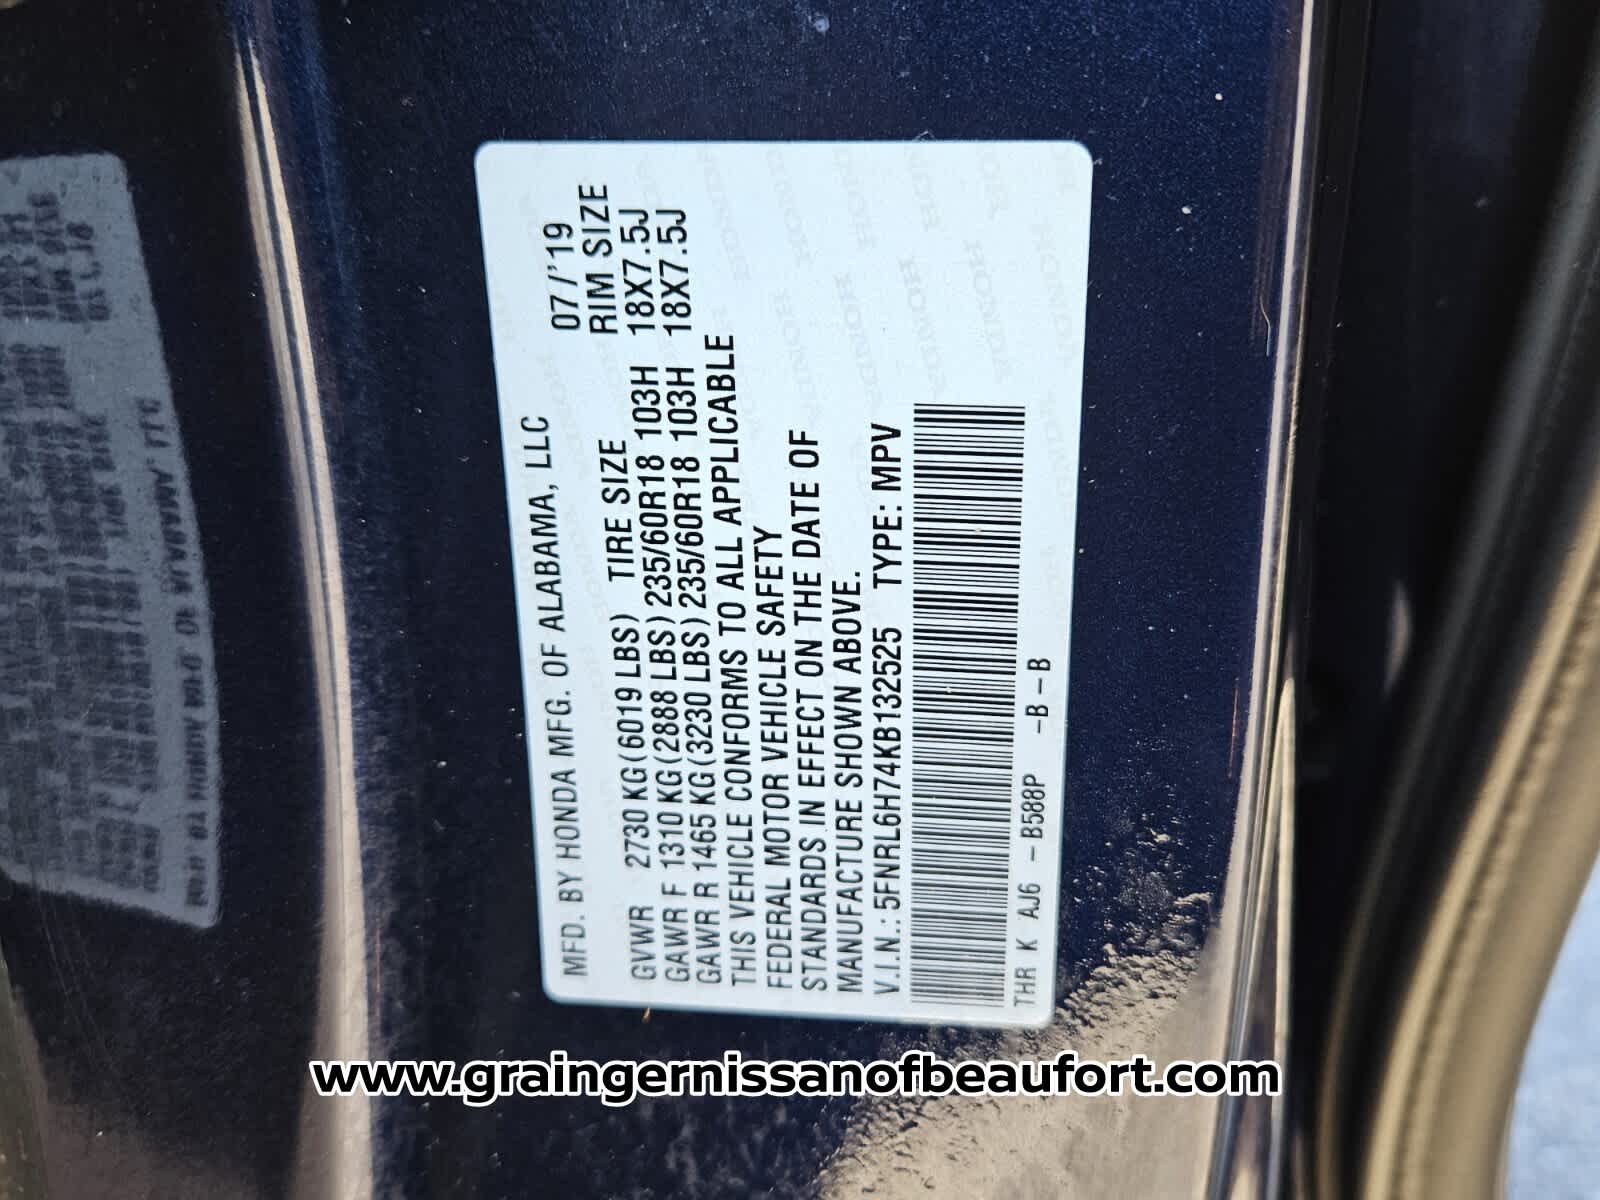 MFD. BY HONDA MFG. OF ALABAMA, LLC 07/'19
GVWR 2730 KG (6019 LBS) TIRE SIZE RIM SIZE
GAWR F 1310 KG (2888 LBS) 235/60R18 103H 18X7.5J
GAWR R 1465 KG (3230 LBS) 235/60R18 103H 18X7.5J
THIS VEHICLE CONFORMS TO ALL APPLICABLE
FEDERAL MOTOR VEHICLE SAFETY
STANDARDS IN EFFECT ON THE DATE OF
MANUFACTURE SHOWN ABOVE.
V.I.N.: 5FNRL6H74KB132525 TYPE: MPV
THR K AJ6 - B588P -B-B
www.graingernissanofbeaufort.com